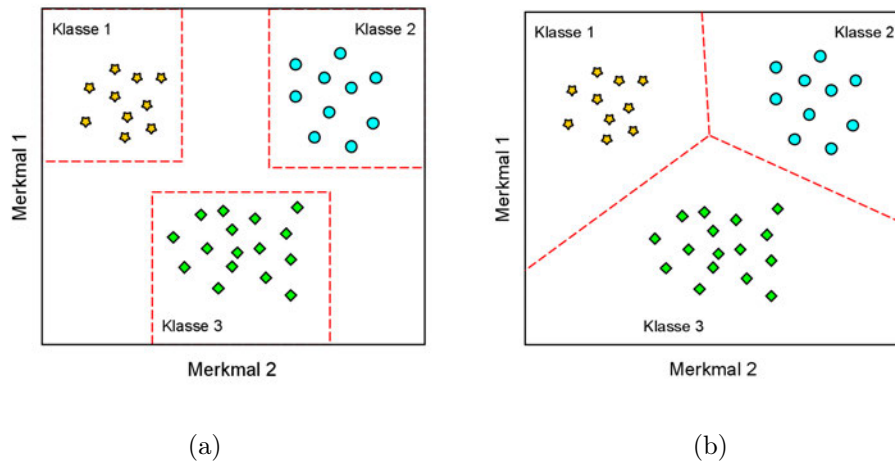 Klasse 1
Klasse 2
Klasse 3
Merkmal 1
Merkmal 2
(a)
Klasse 1
Klasse 2
Klasse 3
Merkmal 1
Merkmal 2
(b)